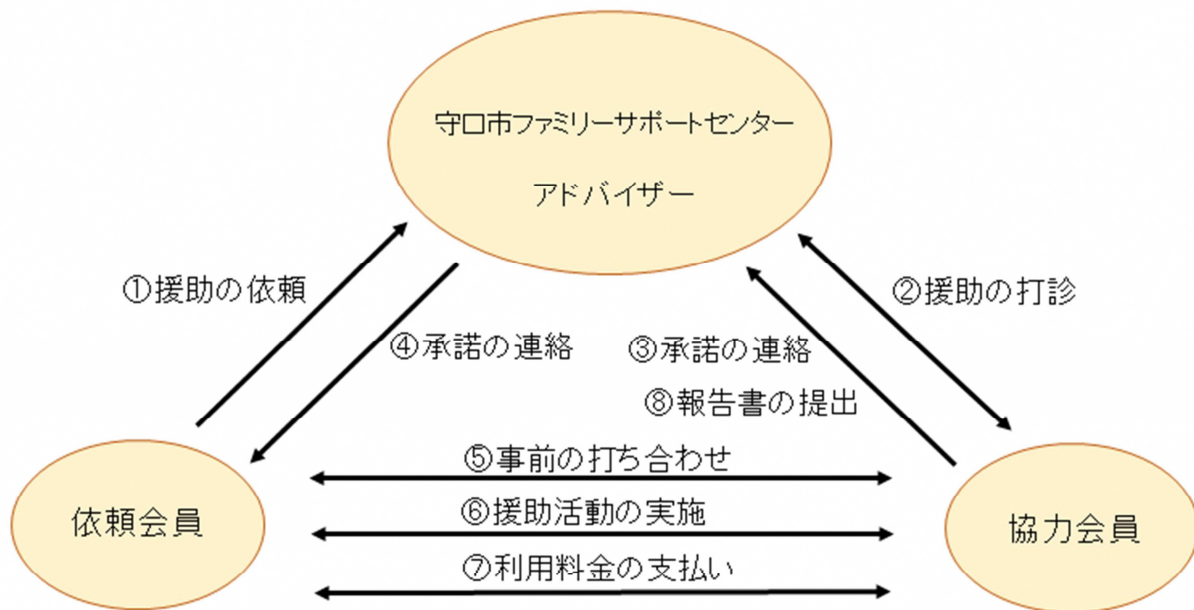 守口市ファミリーサポートセンター
アドバイザー
①援助の依頼
②援助の打診
④承諾の連絡
③承諾の連絡
⑧報告書の提出
⑤事前の打ち合わせ
⑥援助活動の実施
⑦利用料金の支払い
依頼会員
協力会員